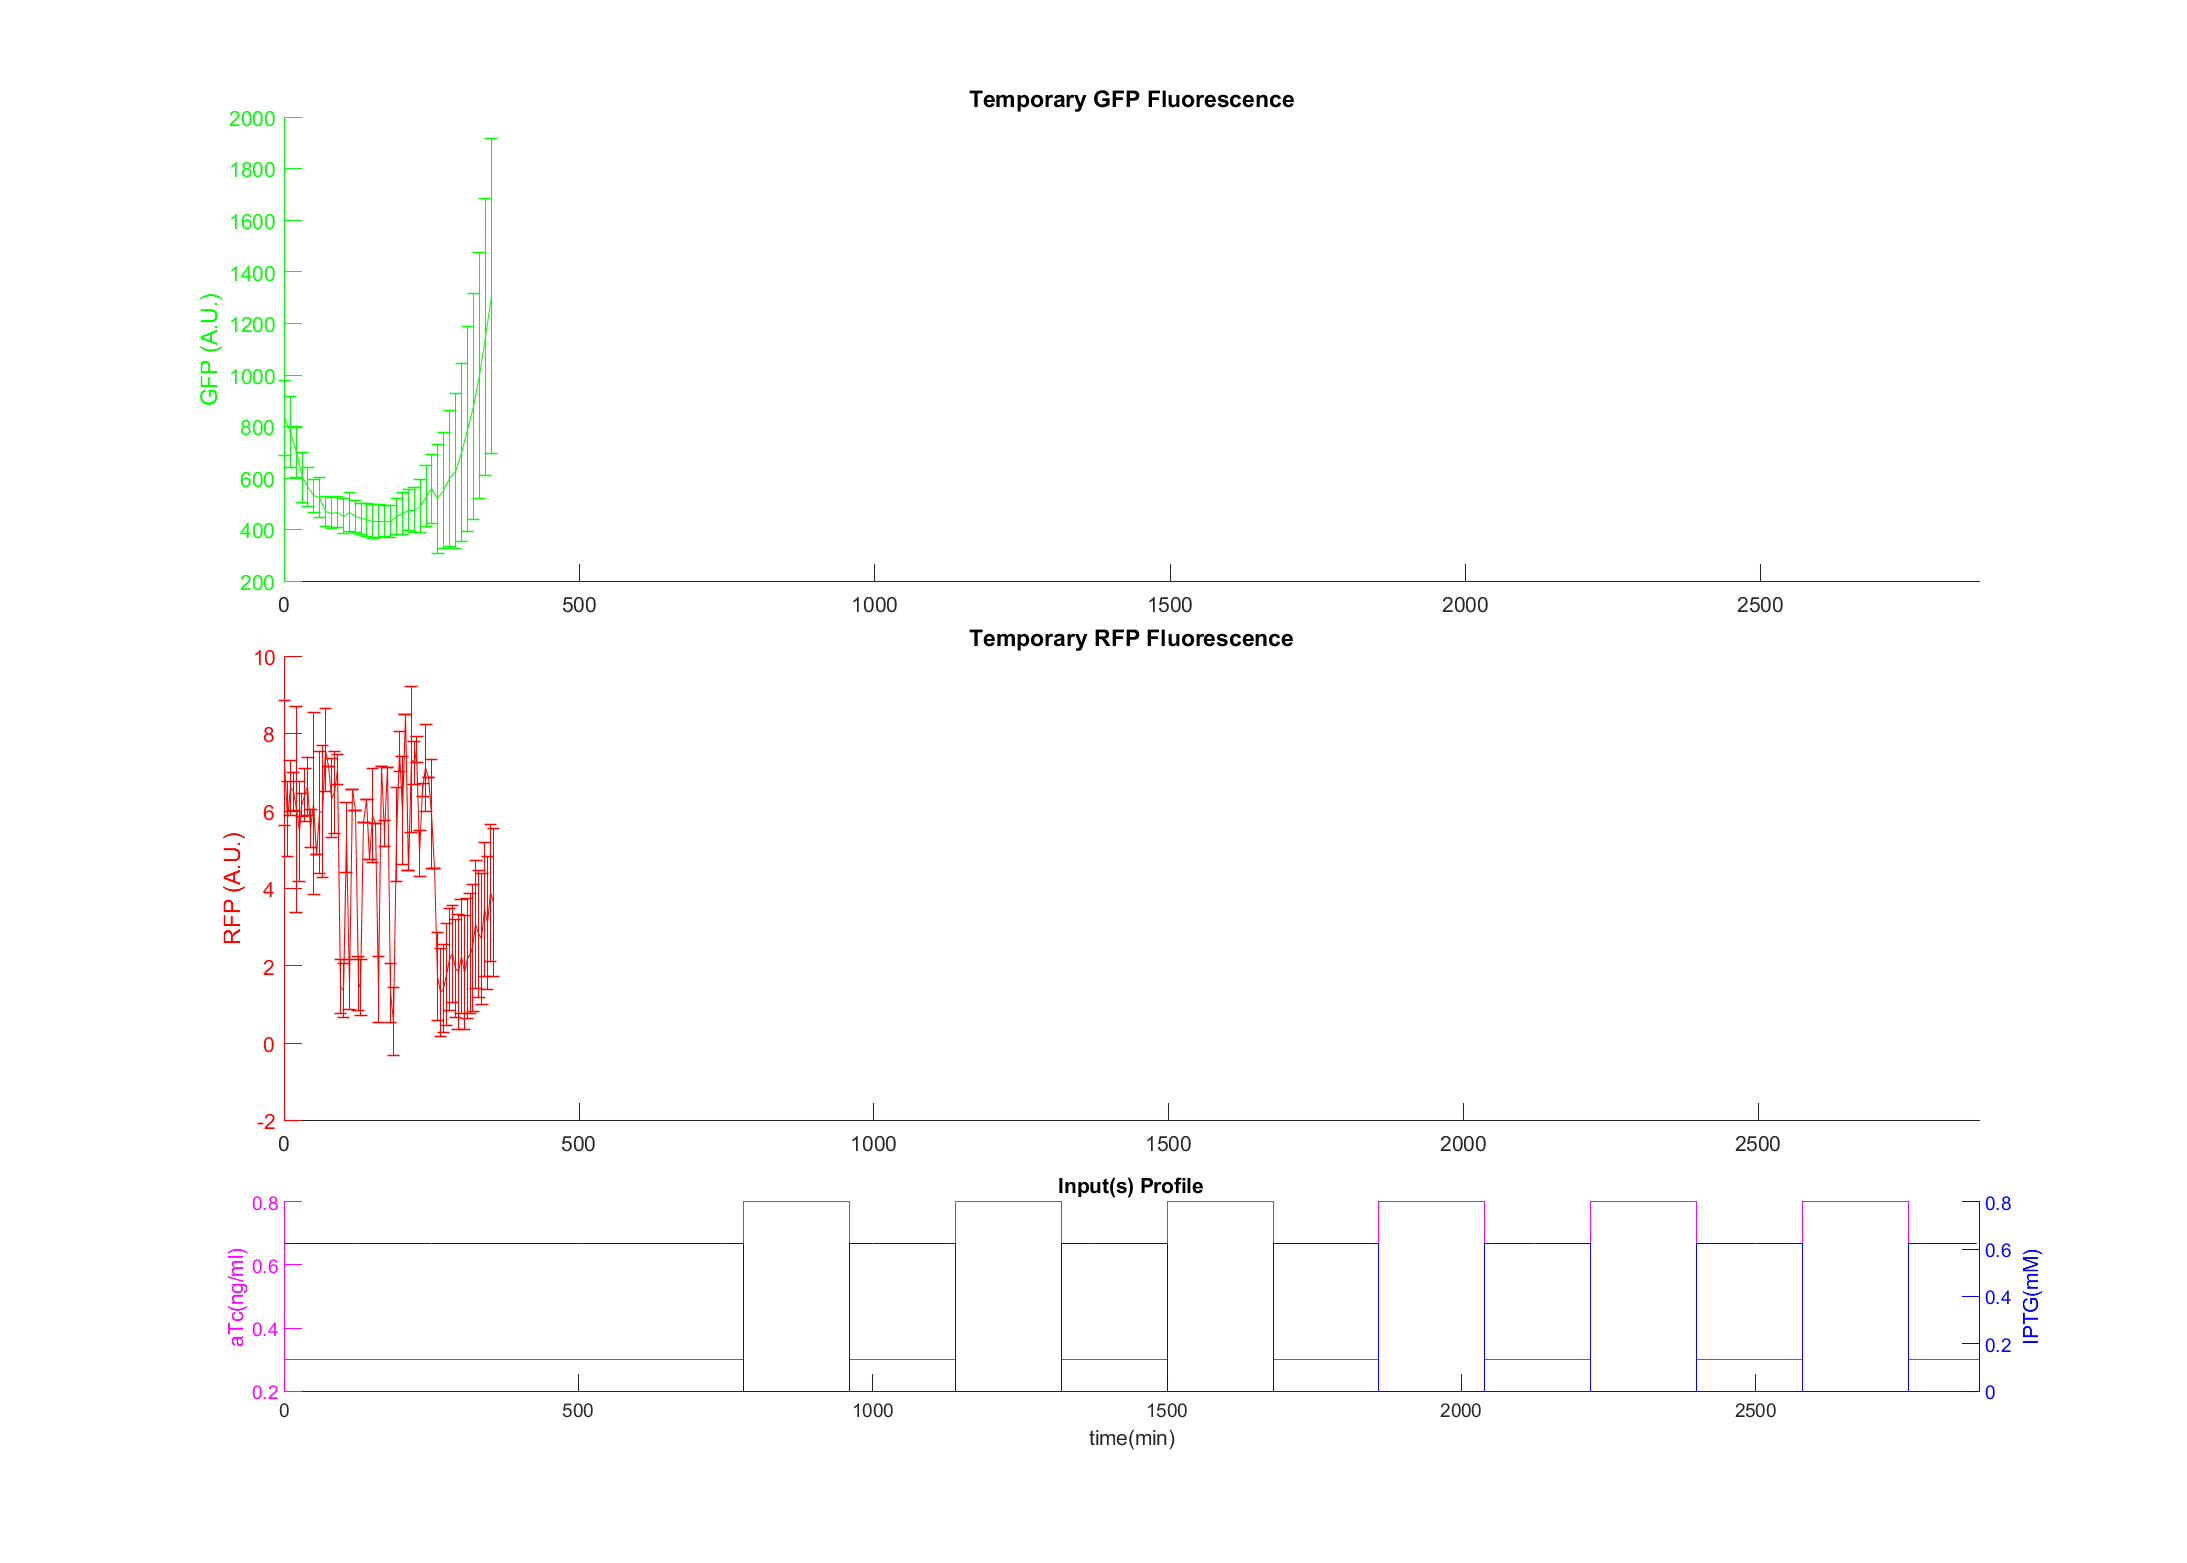 Temporary GFP Fluorescence
GFP (A.U.)
2000
1800
1600
1400
1200
1000
800
600
400
200
0 500 1000 1500 2000 2500
Temporary RFP Fluorescence
RFP (A.U.)
10
8
6
4
2
0
-2
0 500 1000 1500 2000 2500
Input(s) Profile
aTc(ng/ml)
0.8
0.6
0.4
0.2
0.8
0.6
0.4
0.2
0
IPTG(mM)
0 500 1000 1500 2000 2500
time(min)